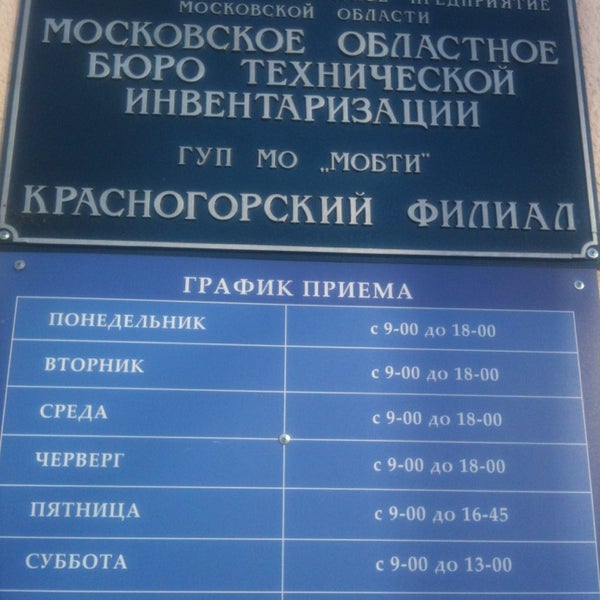 ПРЕДПРИЯТИЕ
МОСКОВСКОЙ ОБЛАСТИ
МОСКОВСКОЕ ОБЛАСТНОЕ
БЮРО ТЕХНИЧЕСКОЙ
ИНВЕНТАРИЗАЦИИ
ГУП МО „МОБТИ"
КРАСНОГОРСКИЙ ФИЛИАЛ
ГРАФИК ПРИЕМА
ПОНЕДЕЛЬНИК с 9-00 до 18-00
ВТОРНИК с 9-00 до 18-00
СРЕДА с 9-00 до 18-00
ЧЕРВЕРГ с 9-00 до 18-00
ПЯТНИЦА с 9-00 до 16-45
СУББОТА с 9-00 до 13-00